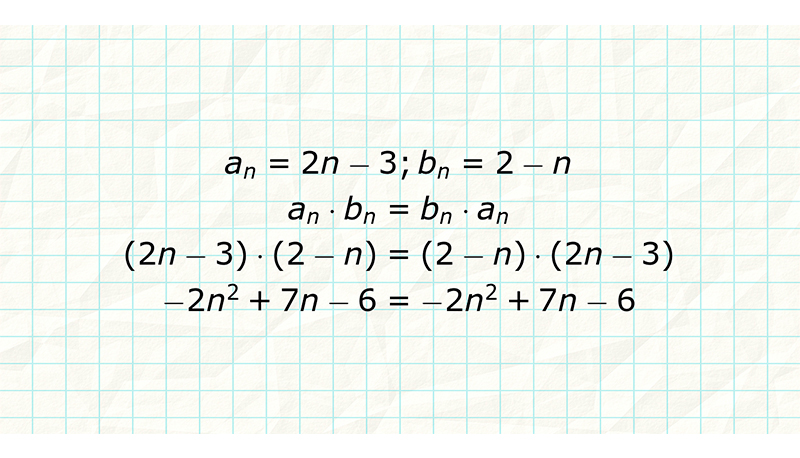 aₙ = 2n − 3; bₙ = 2 − n
aₙ · bₙ = bₙ · aₙ
(2n − 3) · (2 − n) = (2 − n) · (2n − 3)
−2n² + 7n − 6 = −2n² + 7n − 6